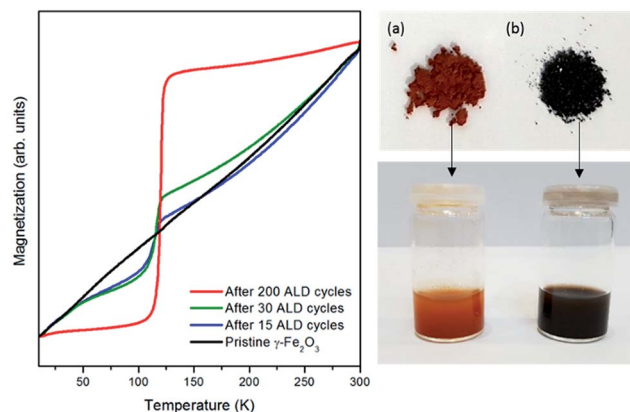 Magnetization (arb. units)
After 200 ALD cycles
After 30 ALD cycles
After 15 ALD cycles
Pristine γ-Fe₂O₃
50
100
150
200
250
300
Temperature (K)
(a)
(b)